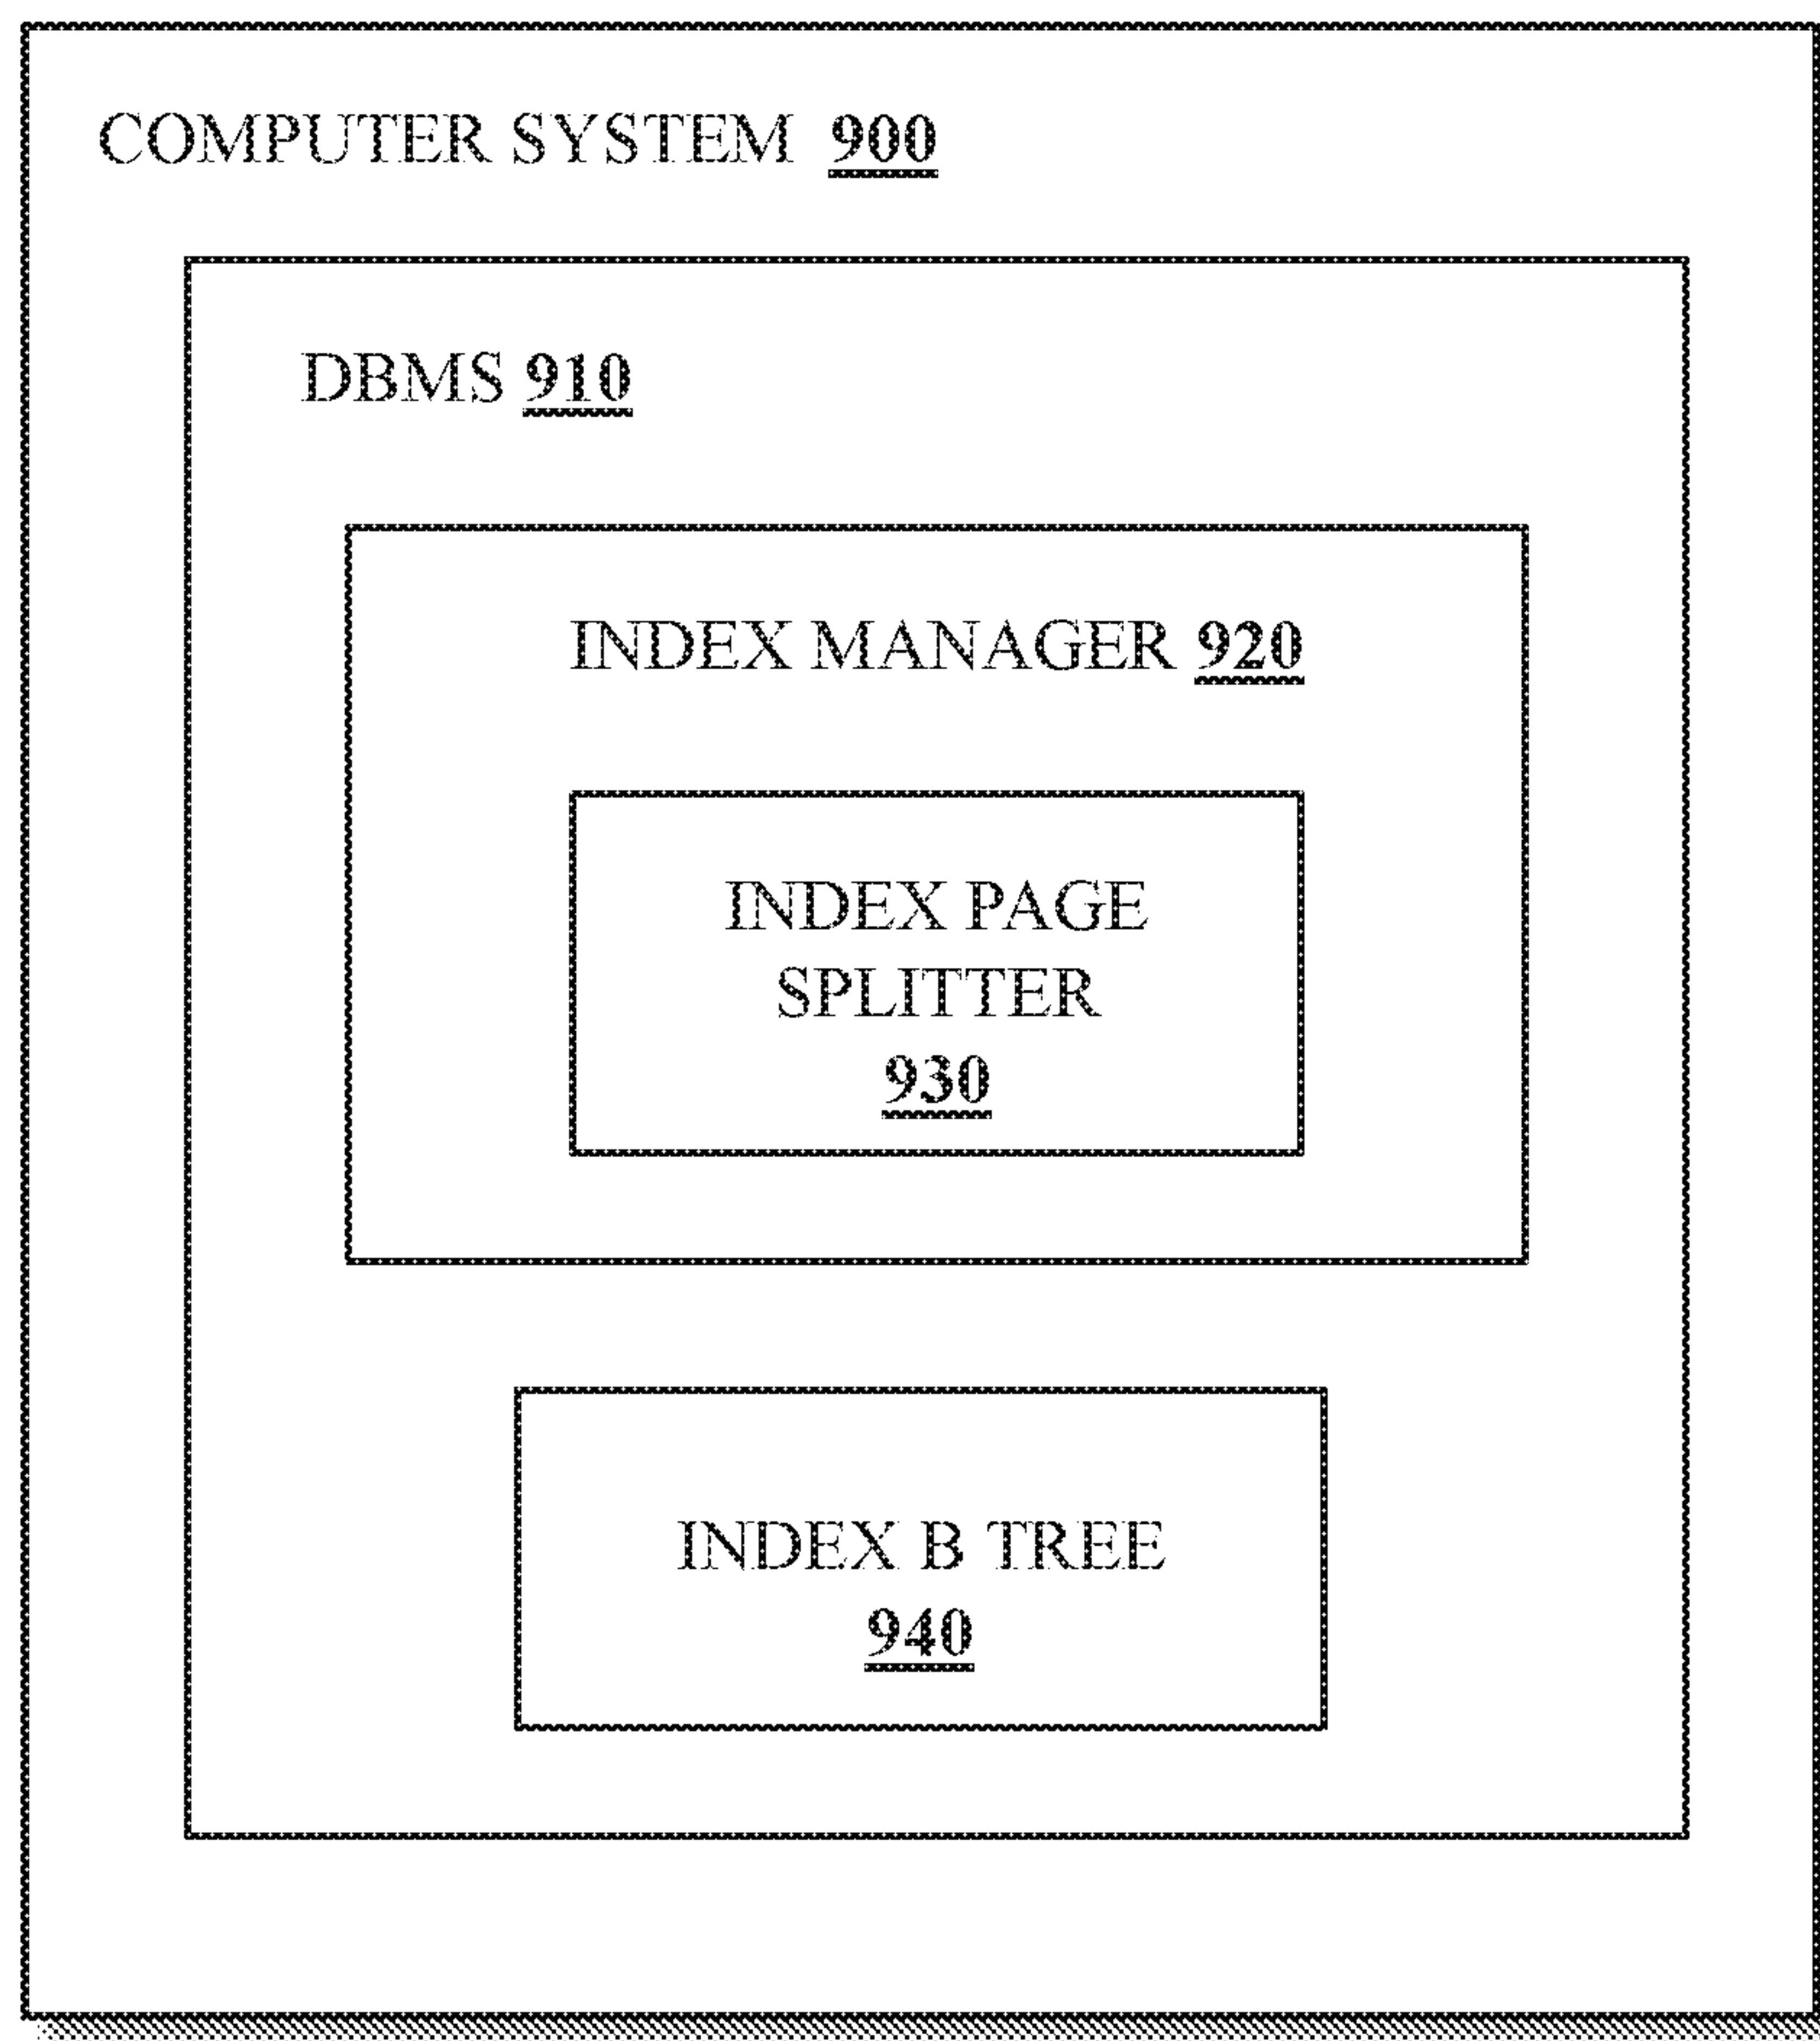 COMPUTER SYSTEM 900
DBMS 910
INDEX MANAGER 920
INDEX PAGE
SPLITTER
930
INDEX B TREE
940